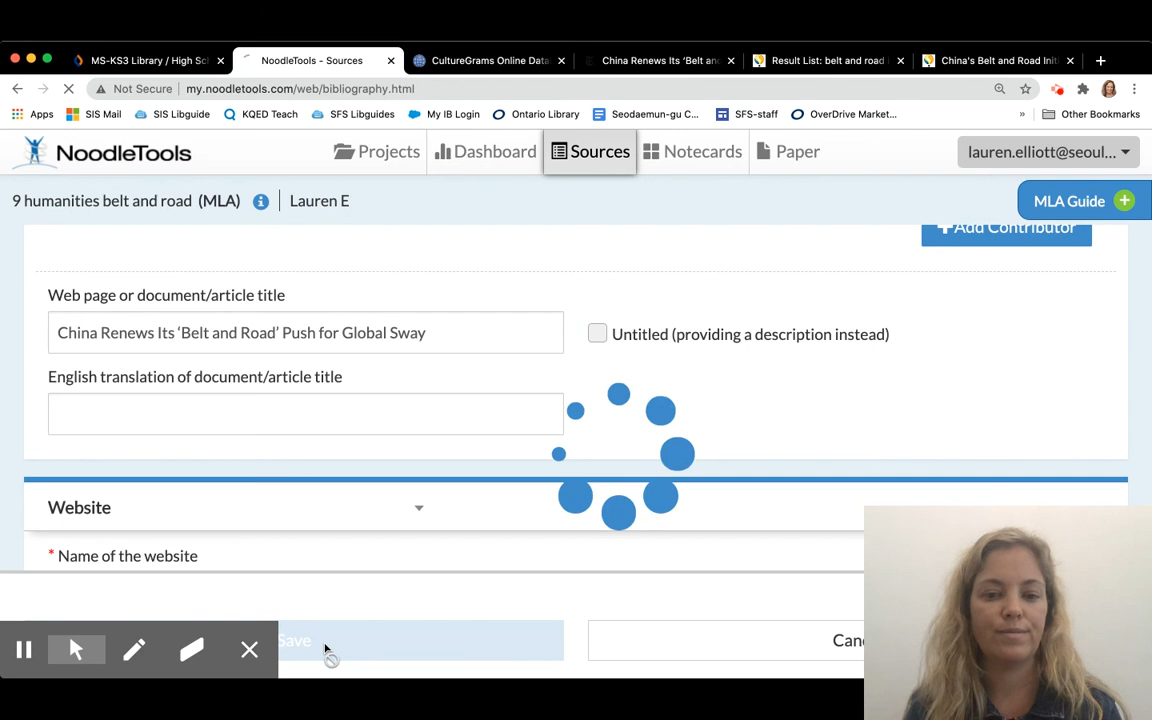 MS-KS3 Library / High Scl
NoodleTools - Sources
CultureGrams Online Data
China Renews Its ‘Belt and
Result List: belt and road i
China's Belt and Road Initi
Not Secure
my.noodletools.com/web/bibliography.html
Apps
SIS Mail
SIS Libguide
KQED Teach
SFS Libguides
My IB Login
Ontario Library
Seodaemun-gu C...
SFS-staff
OverDrive Market...
Other Bookmarks
NoodleTools
Projects
Dashboard
Sources
Notecards
Paper
lauren.elliott@seoul...
9 humanities belt and road (MLA)
Lauren E
MLA Guide
Add Contributor
Web page or document/article title
China Renews Its ‘Belt and Road’ Push for Global Sway
Untitled (providing a description instead)
English translation of document/article title
Website
* Name of the website
Save
Canc